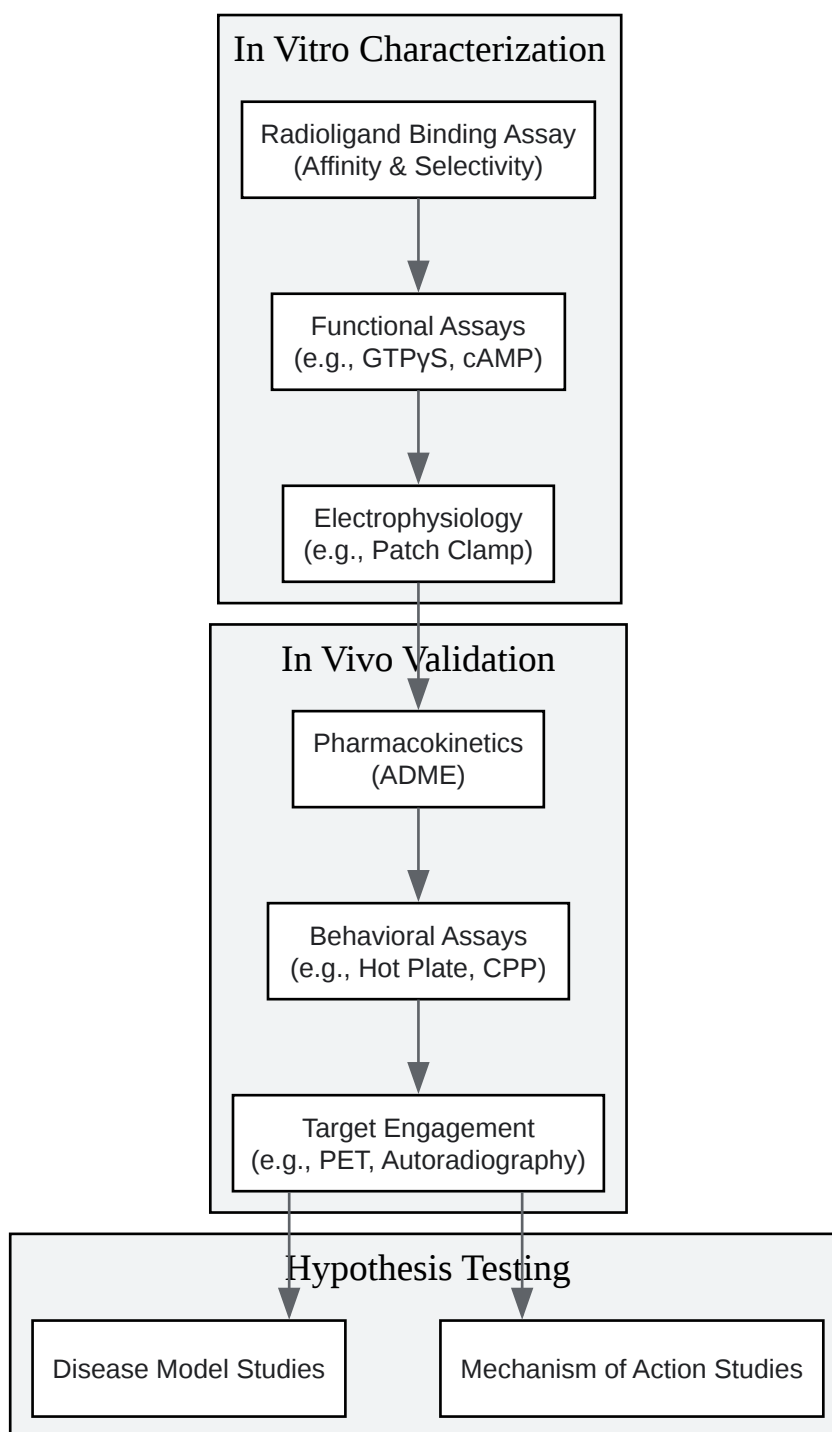 In Vitro Characterization
Radioligand Binding Assay
(Affinity & Selectivity)
Functional Assays
(e.g., GTPγS, cAMP)
Electrophysiology
(e.g., Patch Clamp)
In Vivo Validation
Pharmacokinetics
(ADME)
Behavioral Assays
(e.g., Hot Plate, CPP)
Target Engagement
(e.g., PET, Autoradiography)
Hypothesis Testing
Disease Model Studies
Mechanism of Action Studies